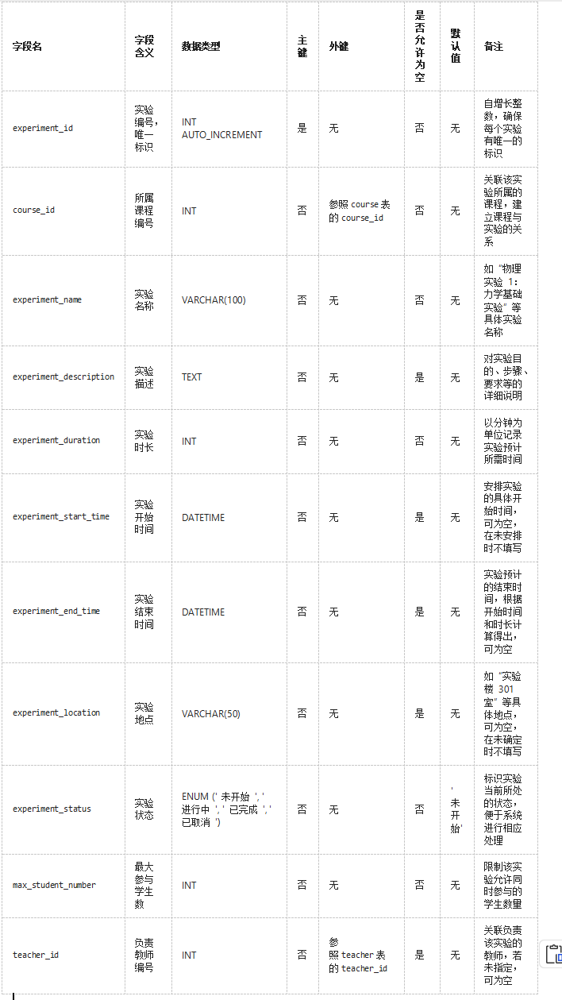 字段名
字段
含义
数据类型
主
键
外键
是
否
允
许
为
空
默
认
值
备注
experiment_id
实验
编号，
唯一
标识
INT
AUTO_INCREMENT
是
无
否
无
自增长整
数，确保
每个实验
有唯一的
标识
course_id
所属
课程
编号
INT
否
参照 course 表
的 course_id
否
无
关联该实
验所属的
课程，建
立课程与
实验的关
系
experiment_name
实验
名称
VARCHAR(100)
否
无
否
无
如 “物理
实验 1：
力学基础
实验” 等
具体实验
名称
experiment_description
实验
描述
TEXT
否
无
是
无
对实验目
的、步骤、
要求等的
详细说明
experiment_duration
实验
时长
INT
否
无
否
无
以分钟为
单位记录
实验预计
所需时间
experiment_start_time
实验
开始
时间
DATETIME
否
无
是
无
安排实验
的具体开
始时间，
可为空，
在未安排
时不填写
experiment_end_time
实验
结束
时间
DATETIME
否
无
是
无
实验预计
的结束时
间，根据
开始时间
和时长计
算得出，
可为空
experiment_location
实验
地点
VARCHAR(50)
否
无
是
无
如 “实验
楼 301
室” 等具
体地点，
可为空，
在未确定
时不填写
experiment_status
实验
状态
ENUM (' 未开始 ', '
进行中 ', ' 已完成 ', '
已取消 ')
否
无
否
'
未
开
始'
标识实验
当前所处
的状态，
便于系统
进行相应
处理
max_student_number
最大
参与
学生
数
INT
否
无
否
无
限制该实
验允许同
时参与的
学生数量
teacher_id
负责
教师
编号
INT
否
参
照 teacher 表
的 teacher_id
是
无
关联负责
该实验的
教师，若
未指定，
可为空